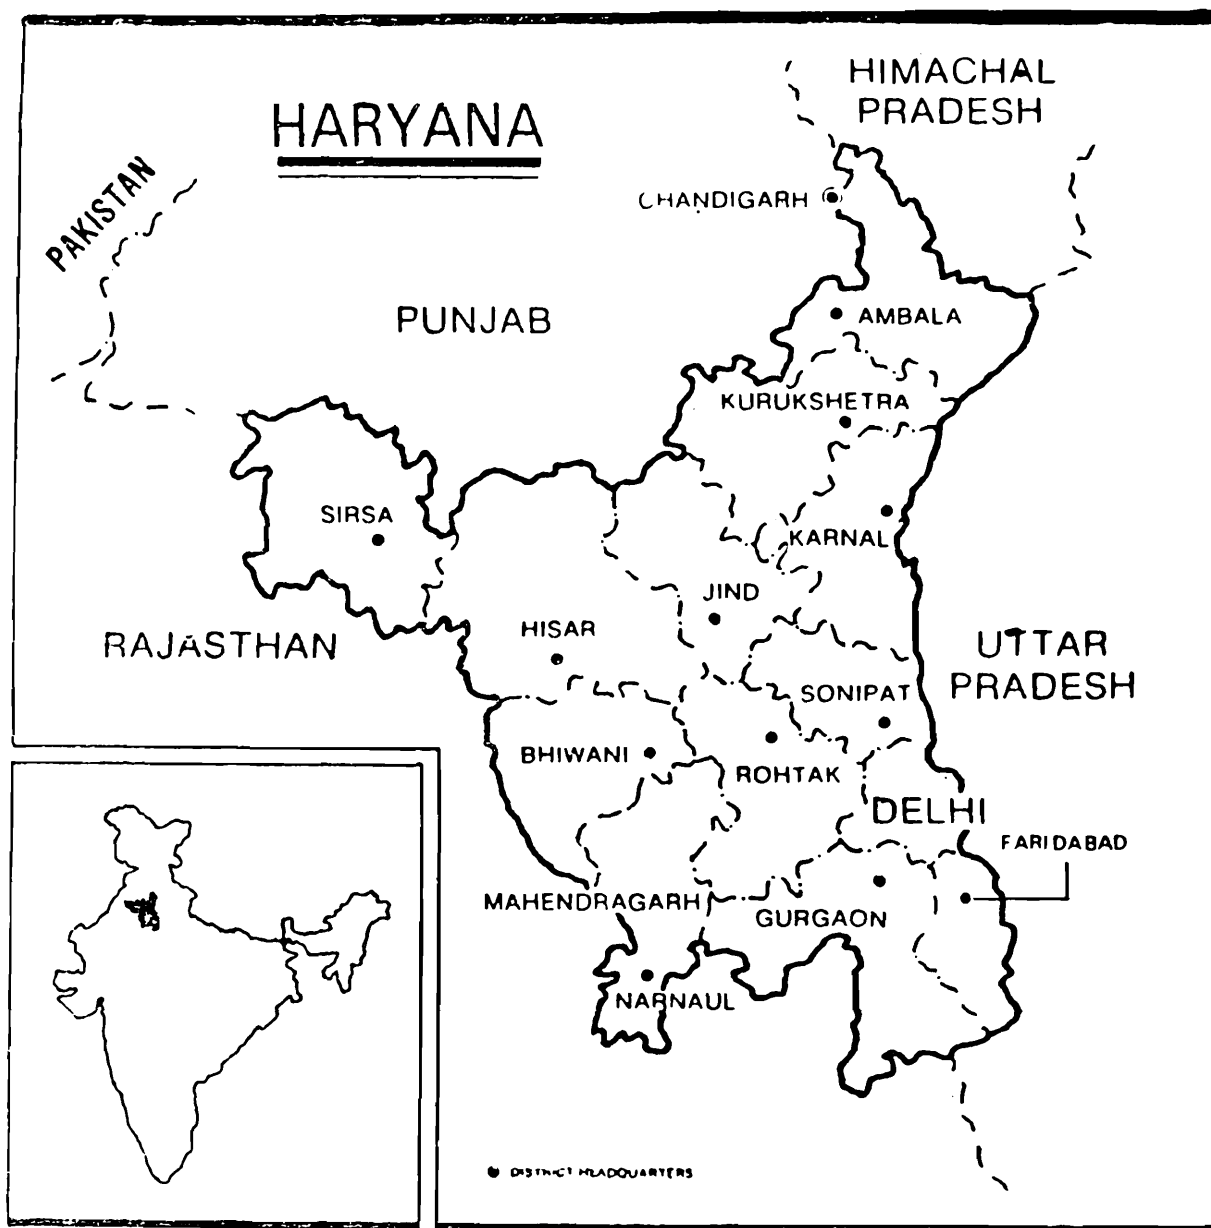 HIMACHAL
PRADESH
HARYANA
PAKISTAN
CHANDIGARH
PUNJAB
AMBALA
KURUKSHETRA
SIRSA
KARNAL
JIND
HISAR
RAJASTHAN
UTTAR
PRADESH
SONIPAT
BHIWANI
ROHTAK
DELHI
FARIDABAD
MAHENDRAGARH
GURGAON
NARNAUL
DISTRICT HEADQUARTERS